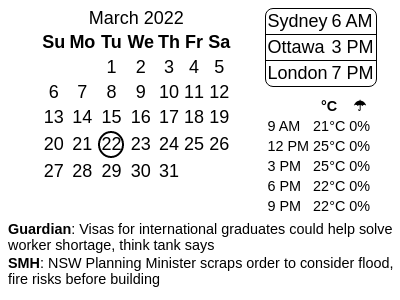 March 2022
Su Mo Tu We Th Fr Sa
1 2 3 4 5
6 7 8 9 10 11 12
13 14 15 16 17 18 19
20 21 22 23 24 25 26
27 28 29 30 31
Sydney 6 AM
Ottawa 3 PM
London 7 PM
°C ☂
9 AM 21°C 0%
12 PM 25°C 0%
3 PM 25°C 0%
6 PM 22°C 0%
9 PM 22°C 0%
Guardian: Visas for international graduates could help solve
worker shortage, think tank says
SMH: NSW Planning Minister scraps order to consider flood,
fire risks before building